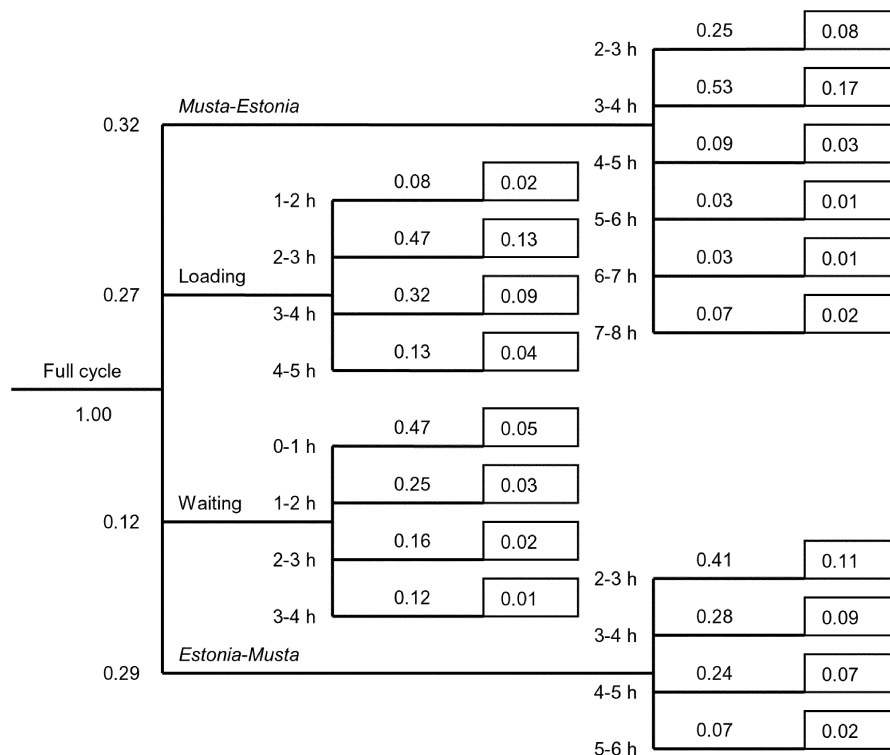 0.25 0.08
2-3 h
0.53 0.17
Musta-Estonia 3-4 h
0.32
0.09 0.03
4-5 h
0.08 0.02
1-2 h
0.03 0.01
5-6 h
0.47 0.13
2-3 h
Loading
0.03 0.01
6-7 h
0.27
0.32 0.09
3-4 h
0.07 0.02
7-8 h
0.13 0.04
4-5 h
Full cycle
1.00
0.47 0.05
0-1 h
0.25 0.03
Waiting 1-2 h
0.12
0.16 0.02
2-3 h
0.41 0.11
2-3 h
0.12 0.01
3-4 h
0.28 0.09
3-4 h
Estonia-Musta
0.29
0.24 0.07
4-5 h
0.07 0.02
5-6 h